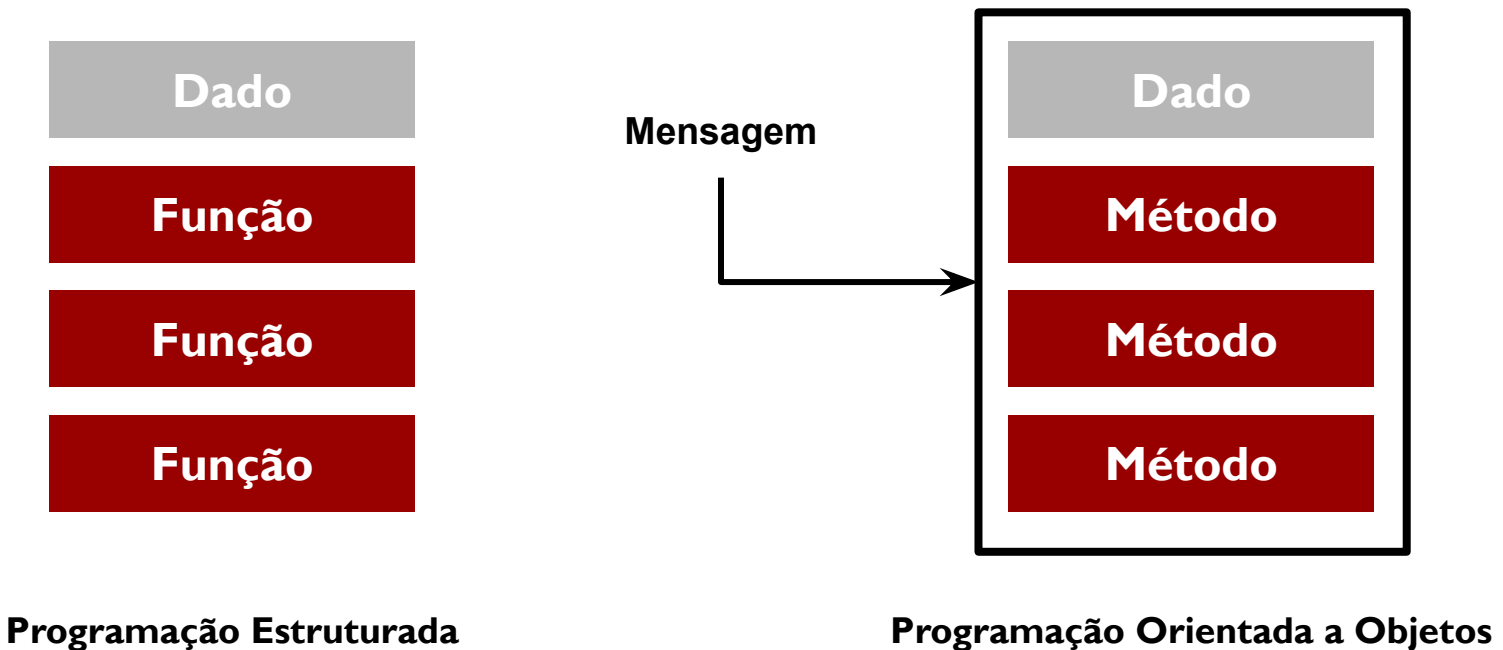 Dado
Função
Função
Função
Programação Estruturada
Mensagem
Dado
Método
Método
Método
Programação Orientada a Objetos